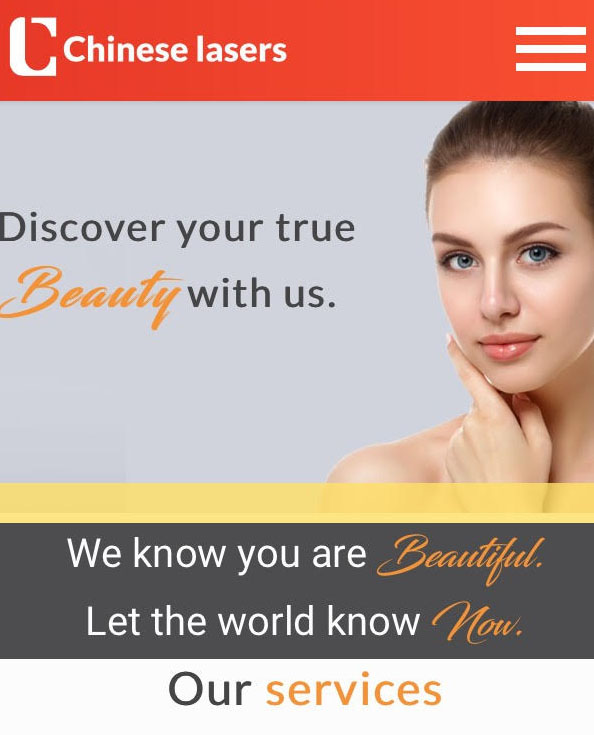 Chinese lasers
Discover your true
Beauty with us.
We know you are Beautiful.
Let the world know Now.
Our services